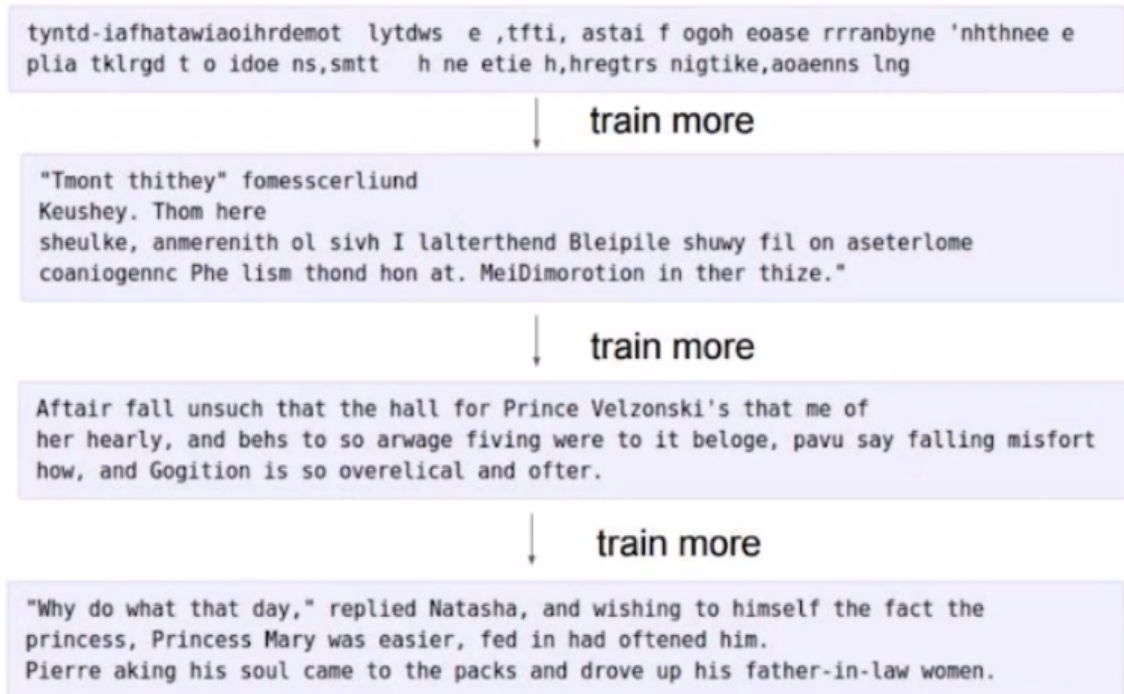 tyntd-iafhatawiaoihrdemot lytdws e ,tfti, astai f ogoh eoase rrranbyne 'nhthnee e
plia tklrgd t o idoe ns,smtt h ne etie h,hregtrs nigtike,aoaenns lng
train more
"Tmont thithey" fomesscerliund
Keushey. Thom here
sheulke, anmerenith ol sivh I lalterthend Bleipile shuwy fil on aseterlome
coaniogennc Phe lism thond hon at. MeiDimorotion in ther thize."
train more
Aftair fall unsuch that the hall for Prince Velzonski's that me of
her hearly, and behs to so arwage fiving were to it beloge, pavu say falling misfort
how, and Gogition is so overelical and ofter.
train more
"Why do what that day," replied Natasha, and wishing to himself the fact the
princess, Princess Mary was easier, fed in had oftened him.
Pierre aking his soul came to the packs and drove up his father-in-law women.